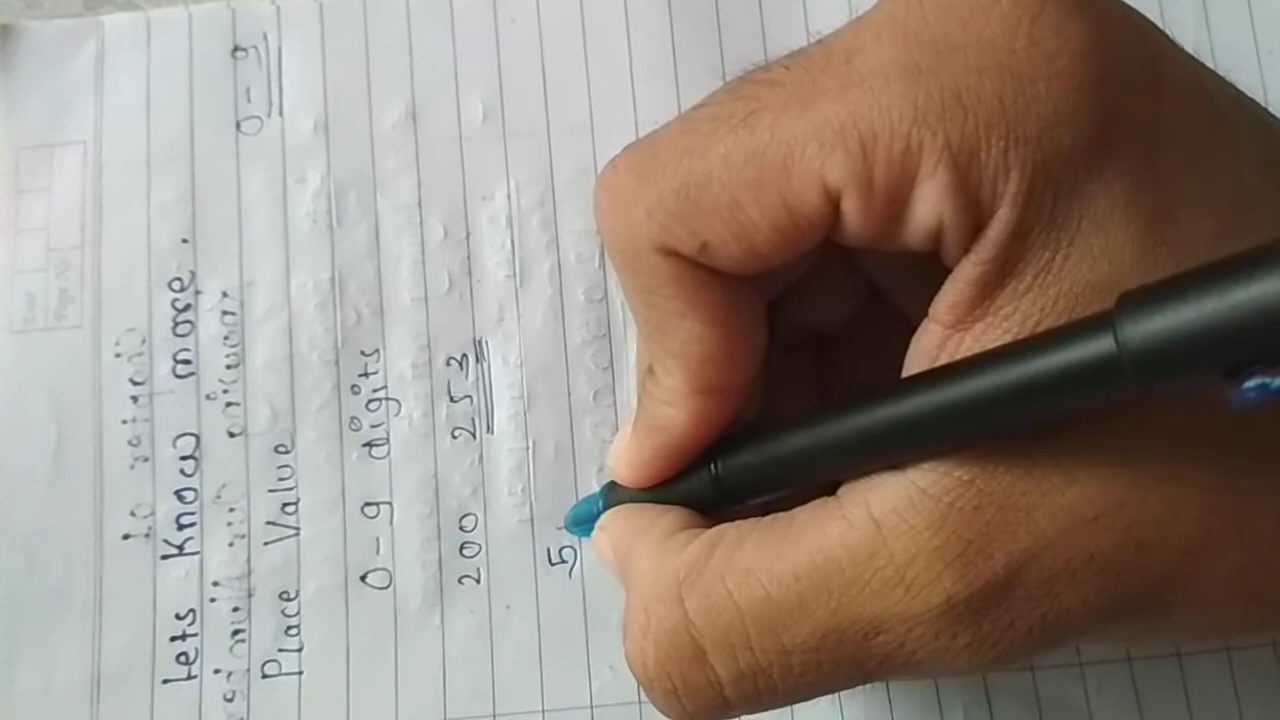 Lets Know more.
0-9
Place Value
0-9 digits
200 253
5